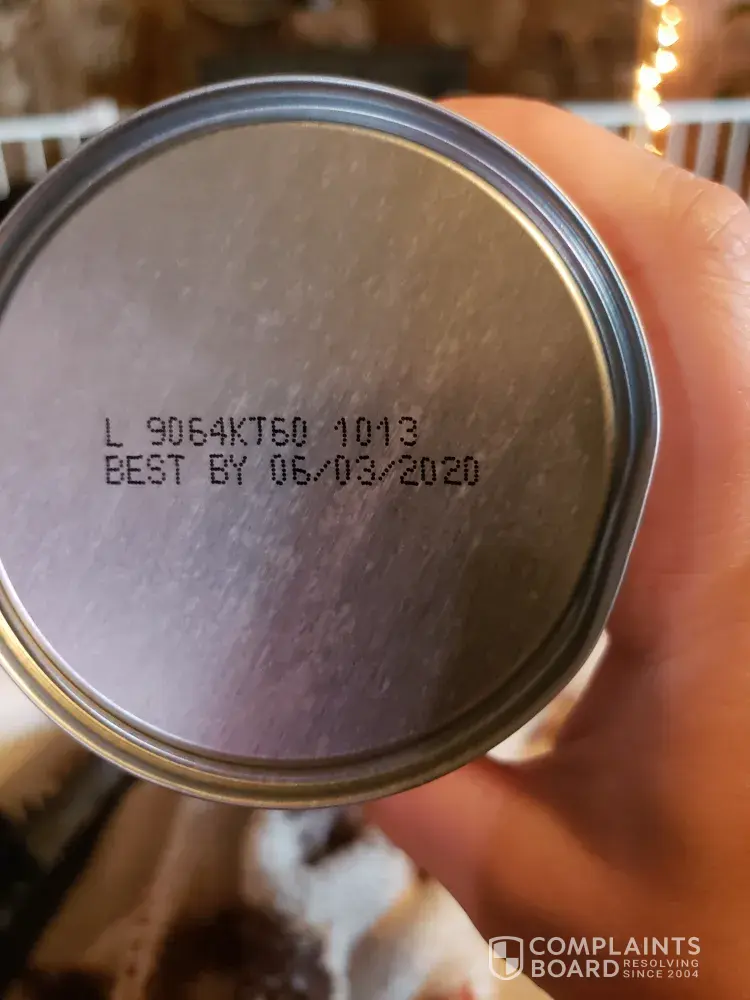 L 9064KT60 1013
BEST BY 06/03/2020
COMPLAINTS
BOARD RESOLVING
SINCE 2004